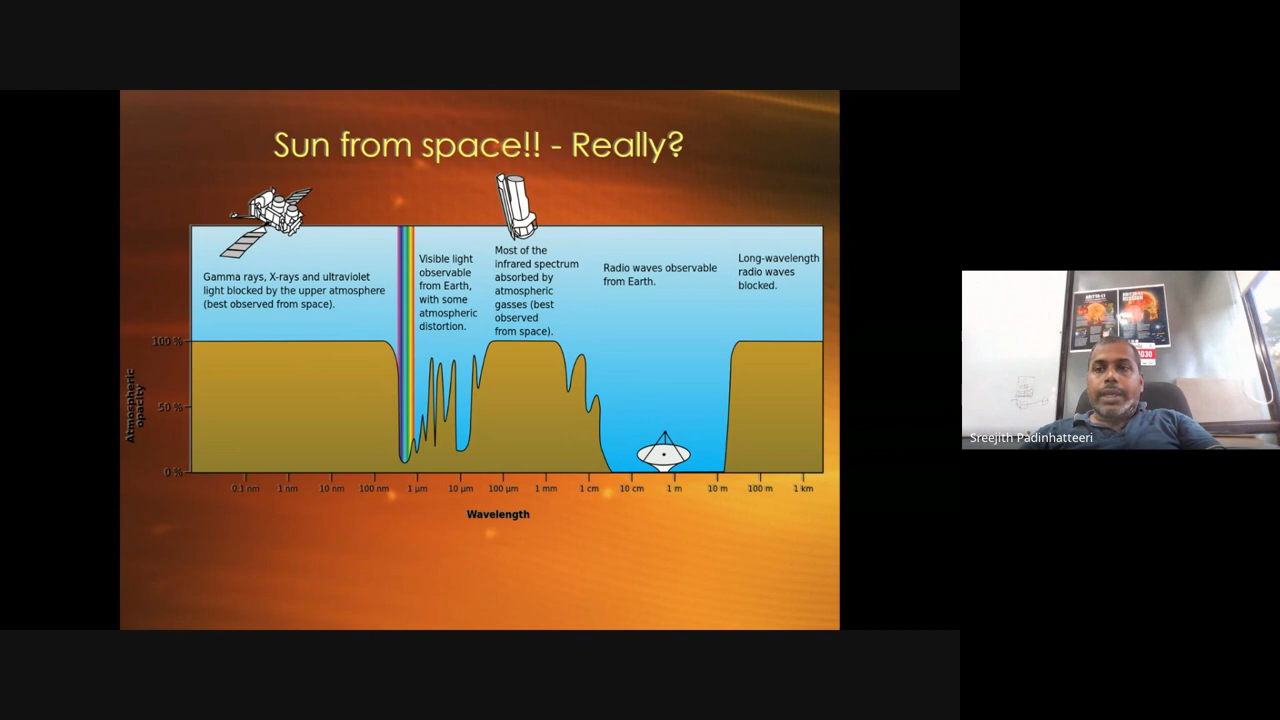 Sun from space!! - Really?
Gamma rays, X-rays and ultraviolet
light blocked by the upper atmosphere
(best observed from space).
Visible light
observable
from Earth,
with some
atmospheric
distortion.
Most of the
infrared spectrum
absorbed by
atmospheric
gasses (best
observed
from space).
Radio waves observable
from Earth.
Long-wavelength
radio waves
blocked.
100 %
50 %
0 %
Atmospheric
opacity
0.1 nm 1 nm 10 nm 100 nm 1 µm 10 µm 100 µm 1 mm 1 cm 10 cm 1 m 10 m 100 m 1 km
Wavelength
Sreejith Padinhatteeri